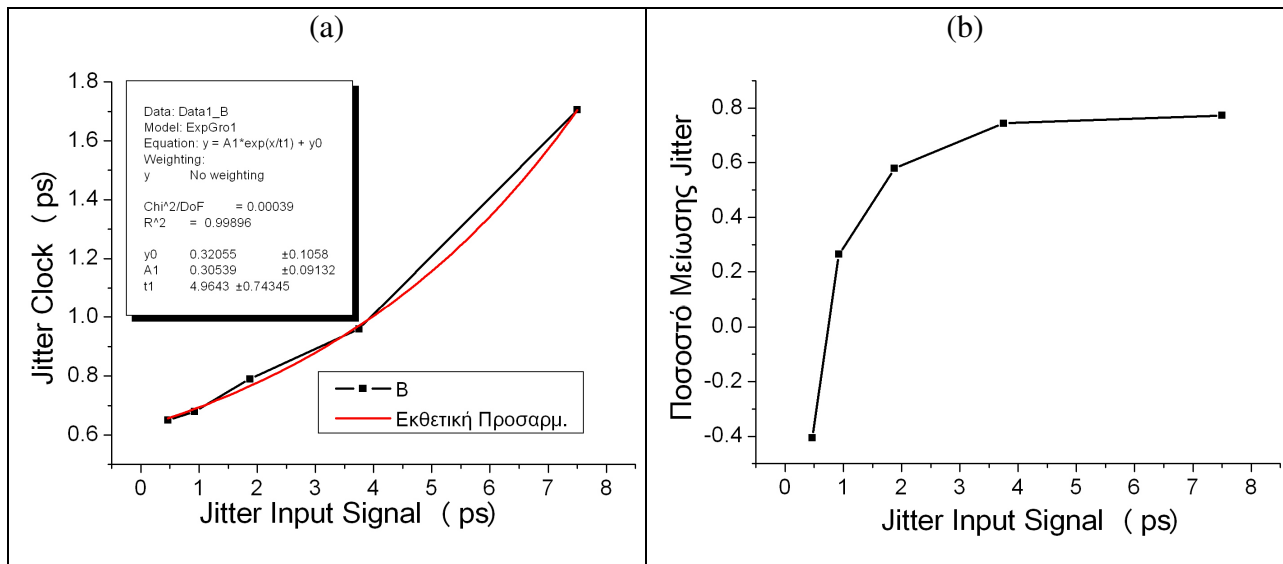 (a)
1.8
1.6
1.4
1.2
1.0
0.8
0.6
Jitter Clock (ps)
Data: Data1_B
Model: ExpGro1
Equation: y = A1*exp(x/t1) + y0
Weighting:
y No weighting
Chi^2/DoF = 0.00039
R^2 = 0.99896
y0 0.32055 ±0.1058
A1 0.30539 ±0.09132
t1 4.9643 ±0.74345
B
Εκθετική Προσαρμ.
0 1 2 3 4 5 6 7 8
Jitter Input Signal (ps)
(b)
0.8
0.6
0.4
0.2
0.0
-0.2
-0.4
Ποσοστό Μείωσης Jitter
0 1 2 3 4 5 6 7 8
Jitter Input Signal (ps)